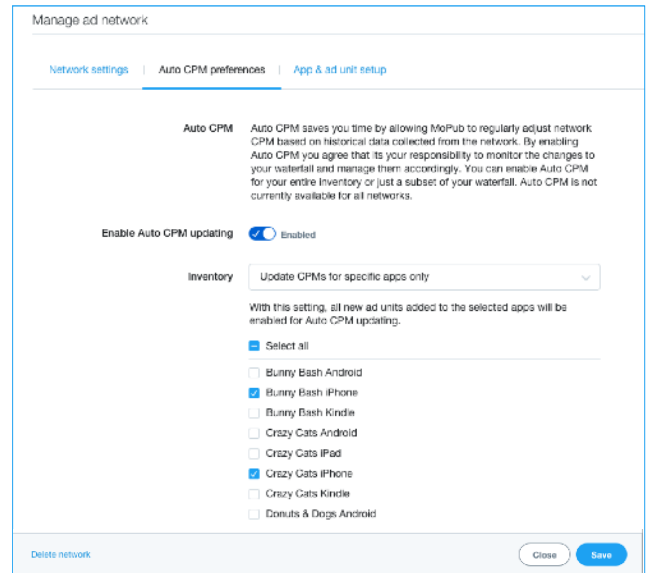 Manage ad network
Network settings | Auto CPM preferences | App & ad unit setup
Auto CPM
Auto CPM saves you time by allowing MoPub to regularly adjust network
CPM based on historical data collected from the network. By enabling
Auto CPM you agree that its your responsibility to monitor the changes to
your waterfall and manage them accordingly. You can enable Auto CPM
for your entire inventory or just a subset of your waterfall. Auto CPM is not
currently available for all networks.
Enable Auto CPM updating
Enabled
Inventory
Update CPMs for specific apps only
With this setting, all new ad units added to the selected apps will be
enabled for Auto CPM updating.
Select all
Bunny Bash Android
Bunny Bash iPhone
Bunny Bash Kindle
Crazy Cats Android
Crazy Cats iPad
Crazy Cats iPhone
Crazy Cats Kindle
Donuts & Dogs Android
Delete network
Close
Save